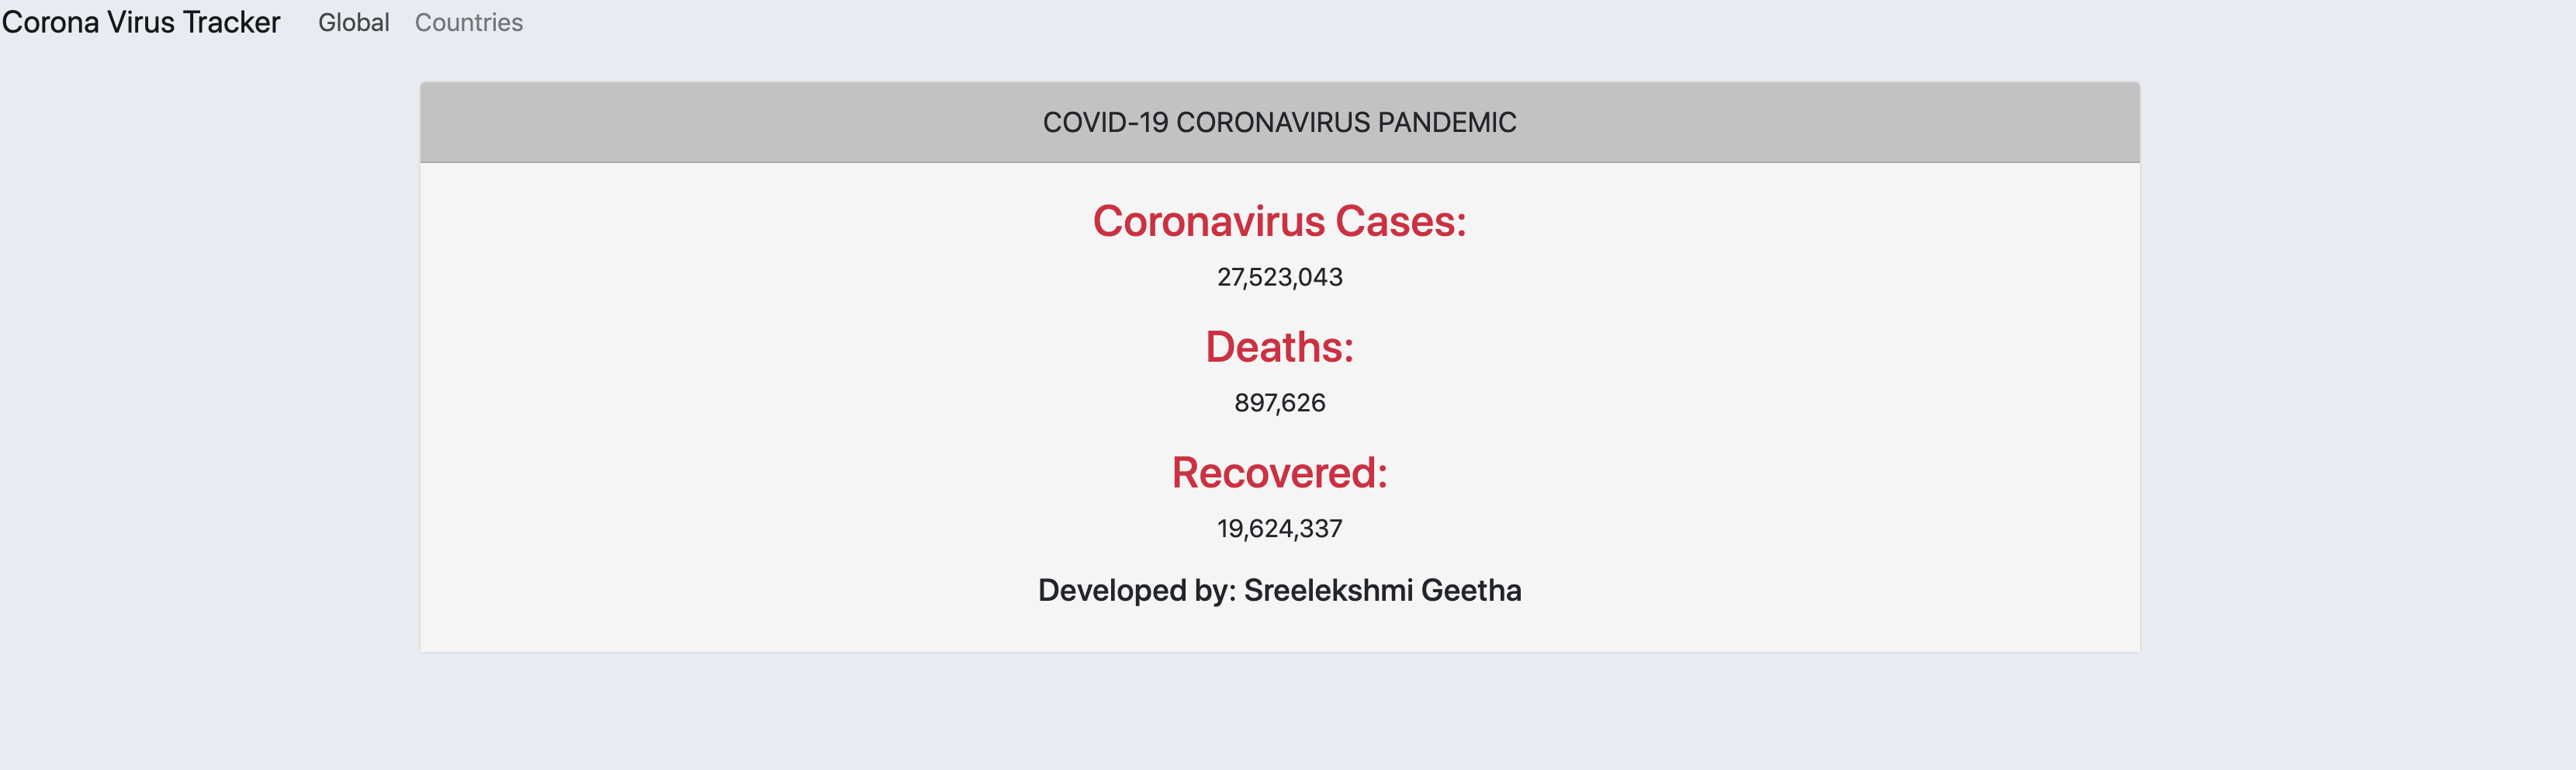 Corona Virus Tracker Global Countries
COVID-19 CORONAVIRUS PANDEMIC
Coronavirus Cases:
27,523,043
Deaths:
897,626
Recovered:
19,624,337
Developed by: Sreelekshmi Geetha